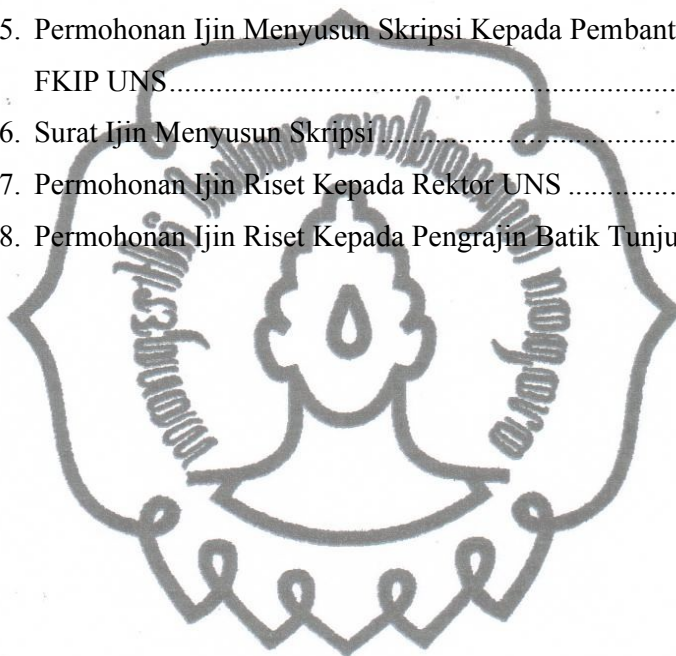 5. Permohonan Ijin Menyusun Skripsi Kepada Pembant
FKIP UNS..........................................................................
6. Surat Ijin Menyusun Skripsi ..........................................
7. Permohonan Ijin Riset Kepada Rektor UNS ...............
8. Permohonan Ijin Riset Kepada Pengrajin Batik Tunju